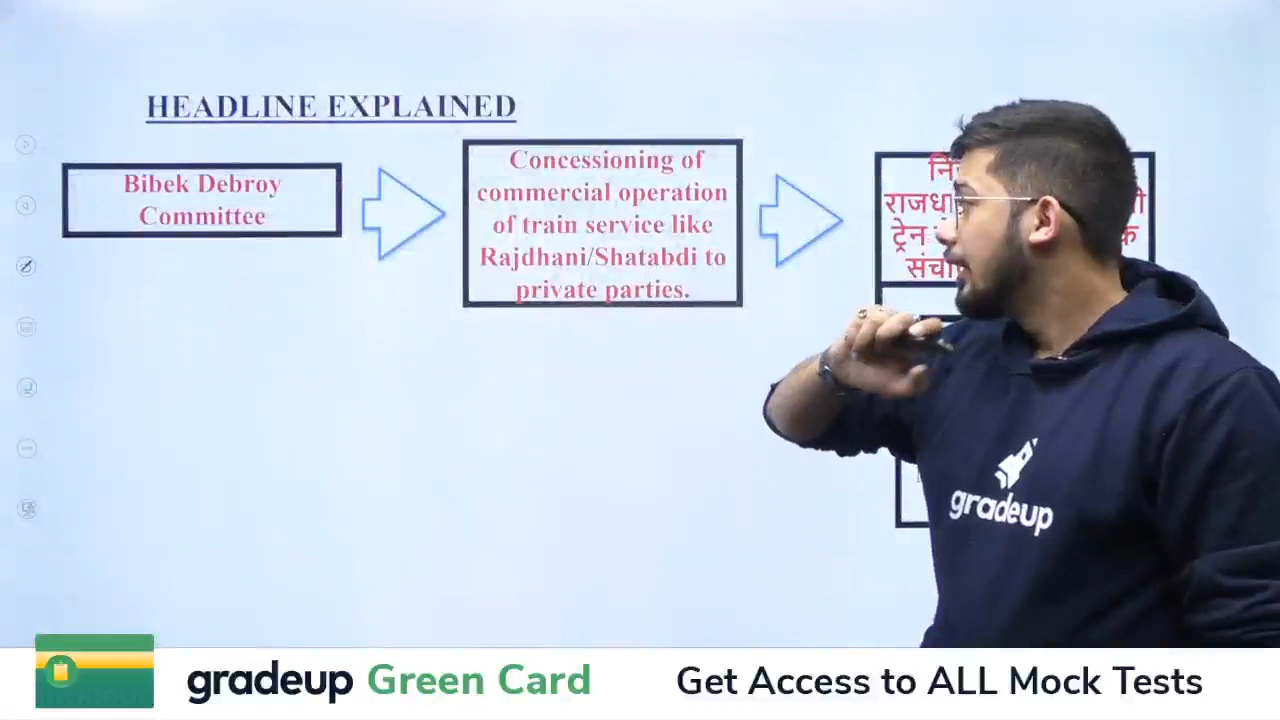 HEADLINE EXPLAINED
Bibek Debroy
Committee
Concessioning of
commercial operation
of train service like
Rajdhani/Shatabdi to
private parties.
ट्रेन
gradeup
gradeup Green Card
Get Access to ALL Mock Tests